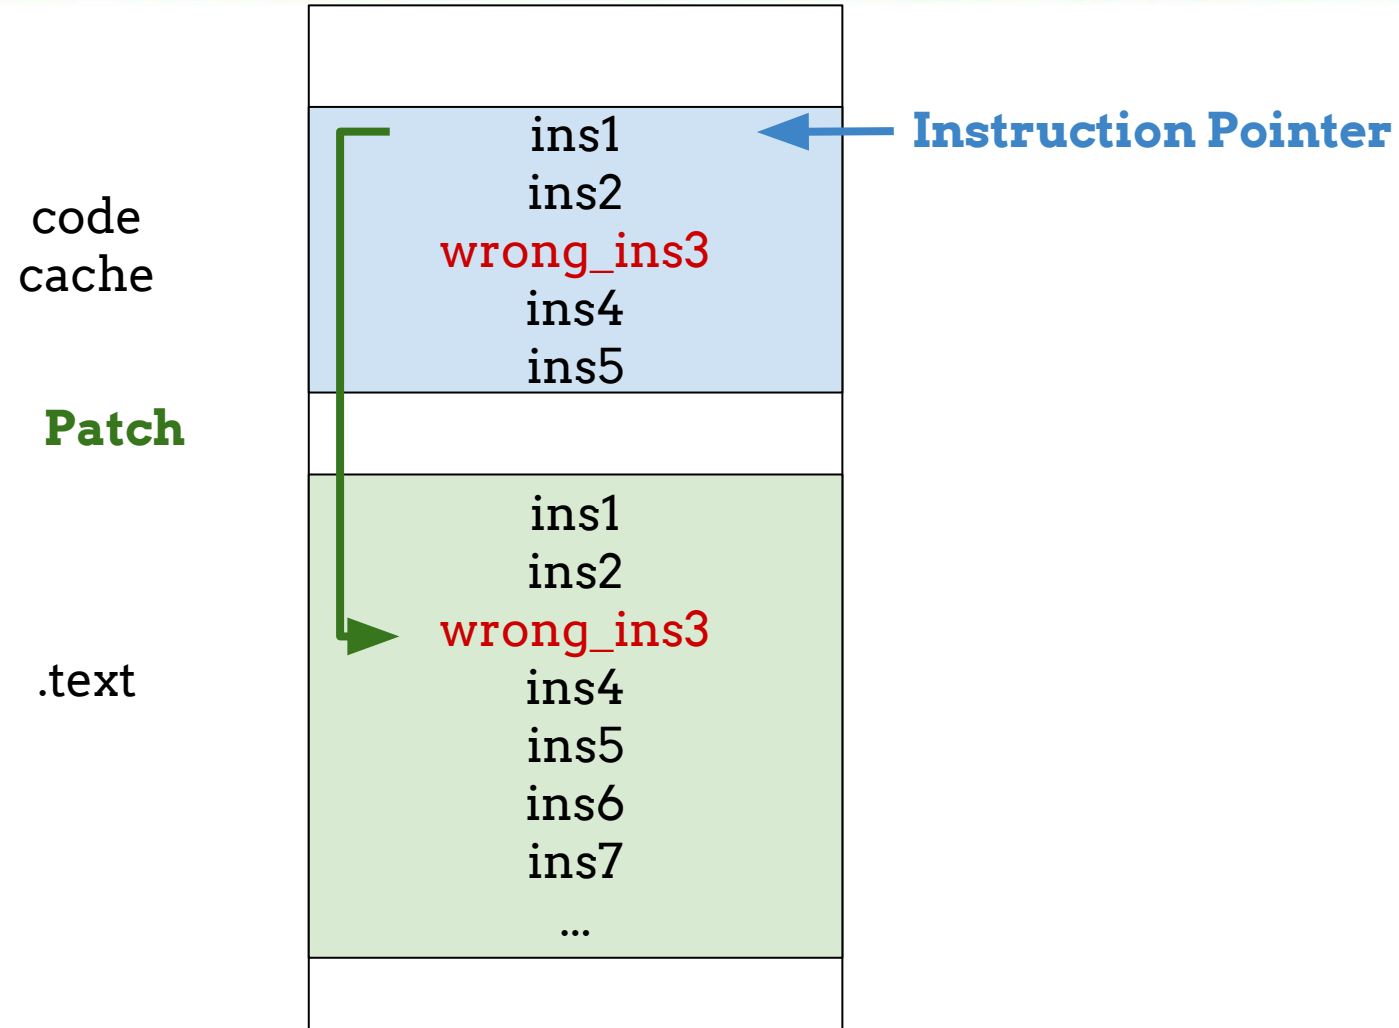 code
cache
ins1
ins2
wrong_ins3
ins4
ins5
Instruction Pointer
Patch
.text
ins1
ins2
wrong_ins3
ins4
ins5
ins6
ins7
...